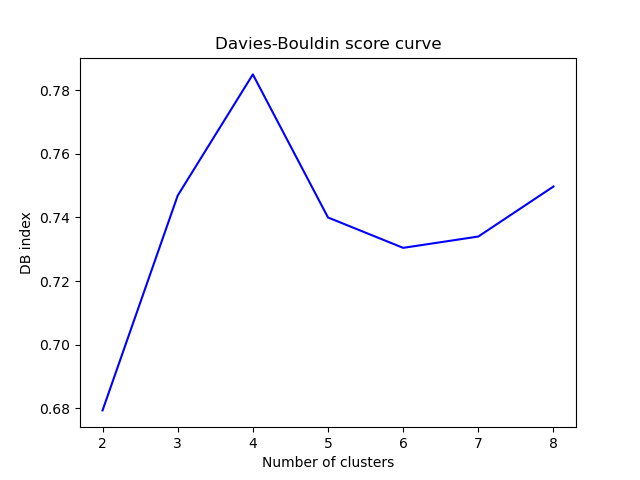 Davies-Bouldin score curve
0.78
0.76
0.74
0.72
0.70
0.68
DB index
2 3 4 5 6 7 8
Number of clusters